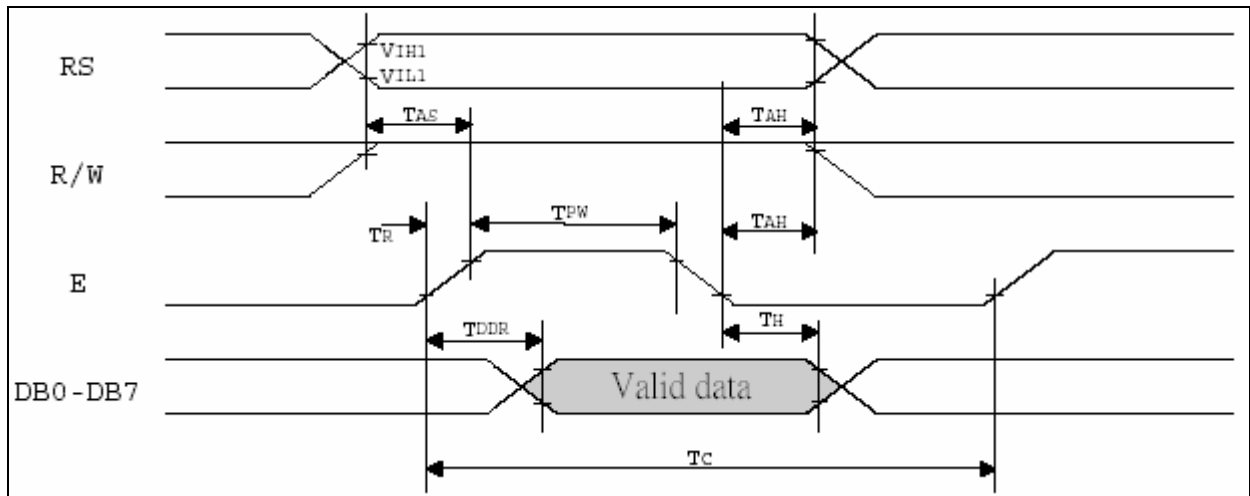 RS
VIH1
VIL1
TAS
TAH
R/W
TPW
TAH
TR
E
TDDR
TH
DB0-DB7
Valid data
TC